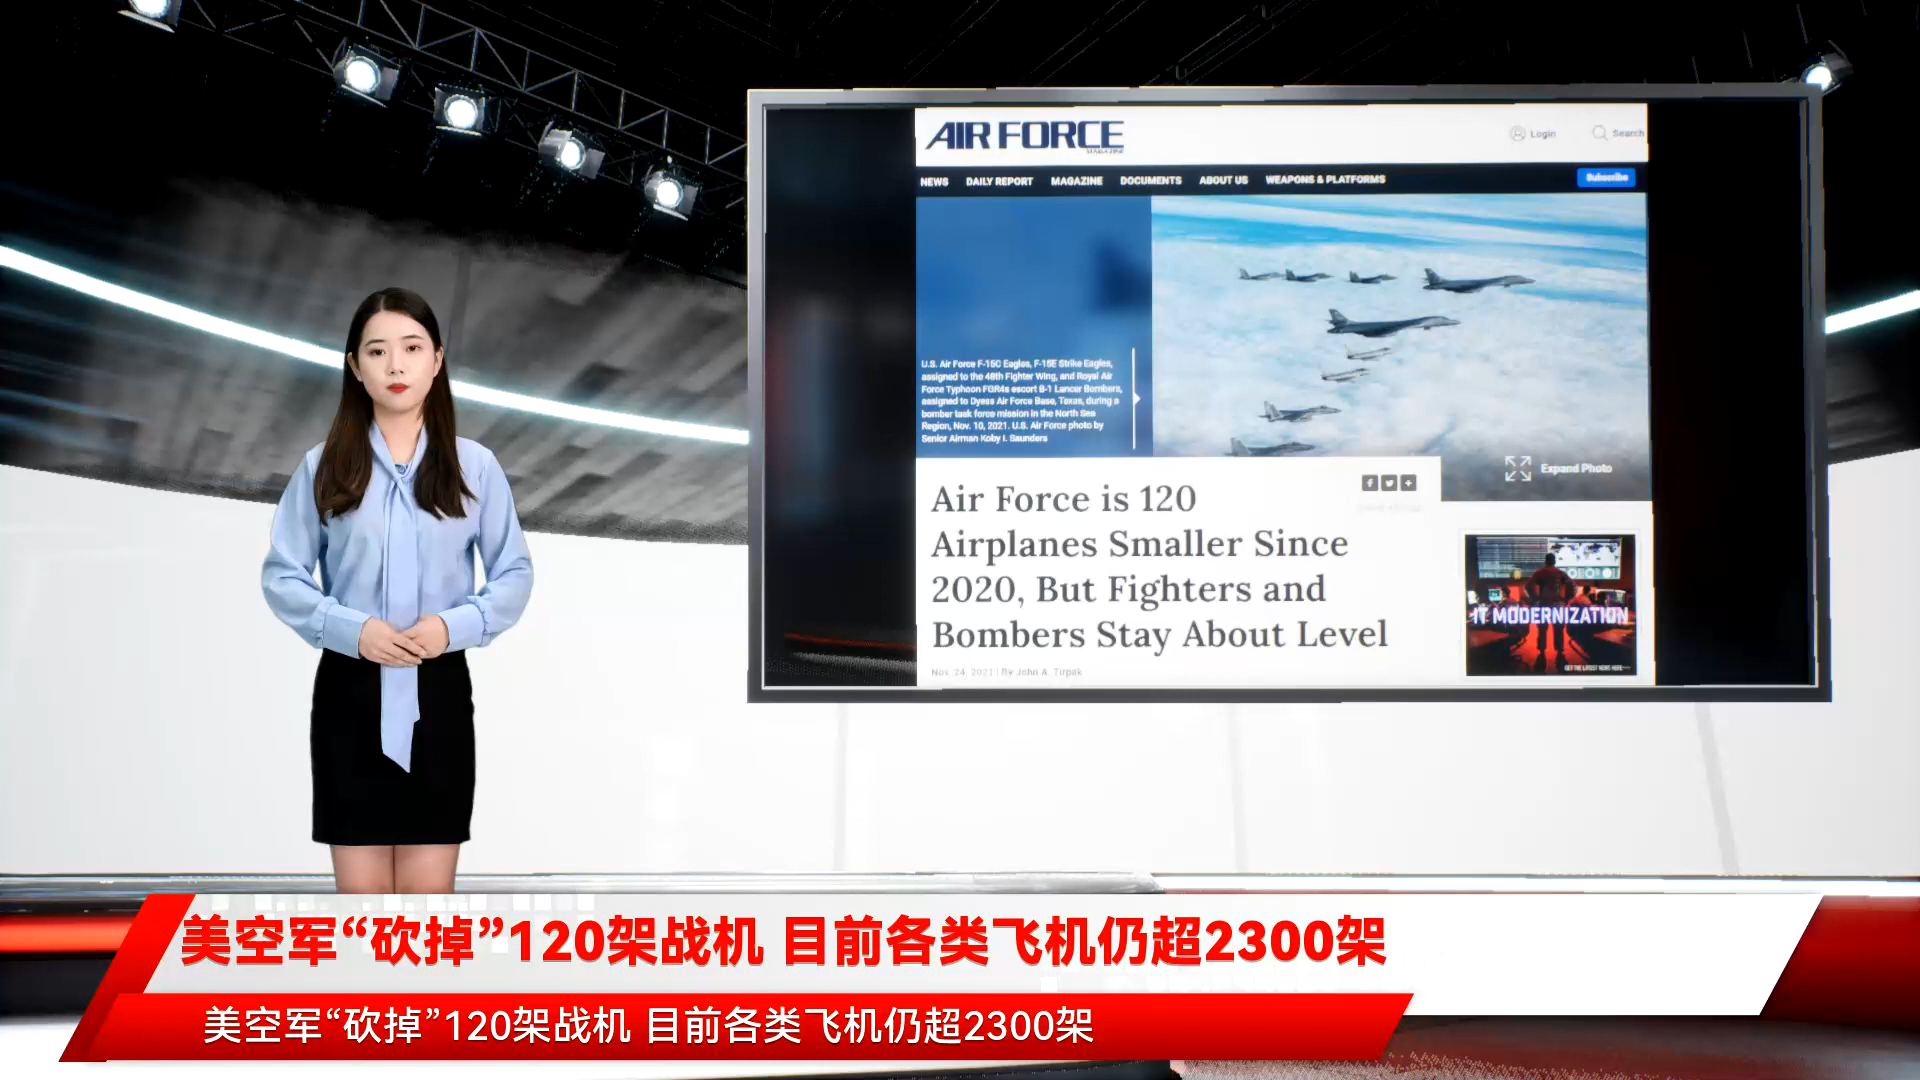 AIR FORCE
MAGAZINE
Login
Search
NEWS
DAILY REPORT
MAGAZINE
DOCUMENTS
ABOUT US
WEAPONS & PLATFORMS
Subscribe
U.S. Air Force F-15C Eagles, F-15E Strike Eagles,
assigned to the 48th Fighter Wing, and Royal Air
Force Typhoon FGR4s escort B-1 Lancer Bombers,
assigned to Dyess Air Force Base, Texas, during a
bomber task force mission in the North Sea
Region, Nov. 10, 2021. U.S. Air Force photo by
Senior Airman Koby I. Saunders
Expand Photo
Air Force is 120
Airplanes Smaller Since
2020, But Fighters and
Bombers Stay About Level
Nov. 24, 2021 | By John A. Tirpak
IT MODERNIZATION
GET THE LATEST NEWS HERE
美空军“砍掉”120架战机 目前各类飞机仍超2300架
美空军“砍掉”120架战机 目前各类飞机仍超2300架